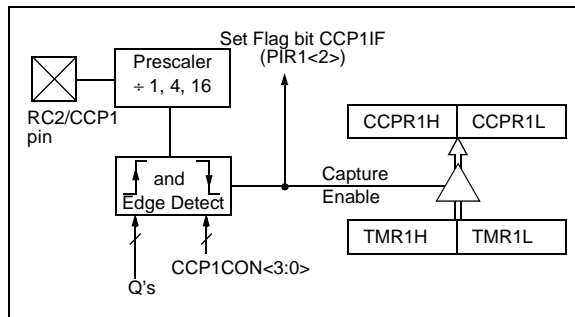 Set Flag bit CCP1IF
(PIR1<2>)
Prescaler
÷ 1, 4, 16
RC2/CCP1
pin
CCPR1H
CCPR1L
and
Edge Detect
Capture
Enable
TMR1H
TMR1L
CCP1CON<3:0>
Q's